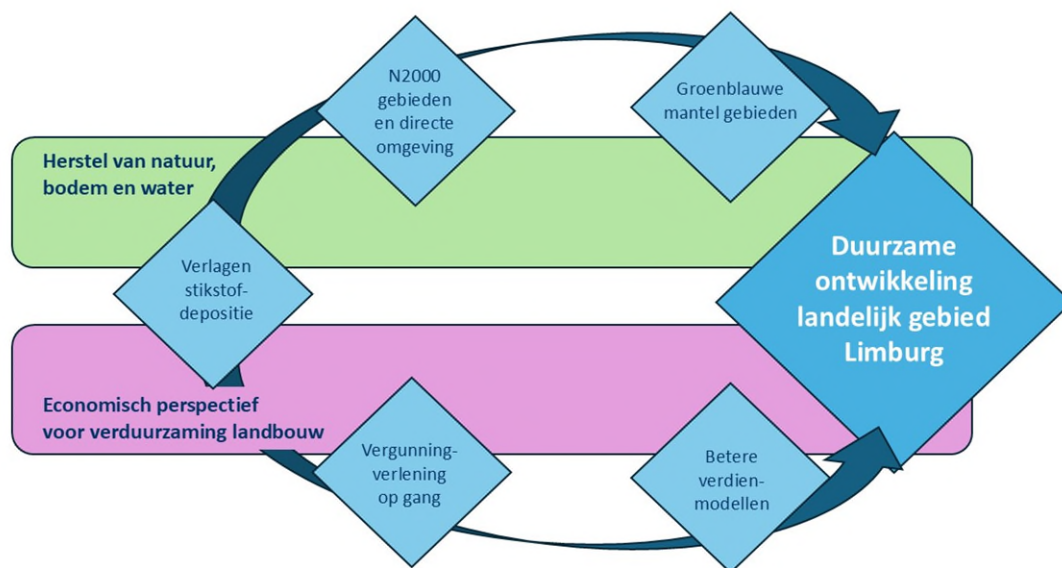 N2000
gebieden
en directe
omgeving
Groenblauwe
mantel gebieden
Herstel van natuur,
bodem en water
Verlagen
stikstof-
depositie
Duurzame
ontwikkeling
landelijk gebied
Limburg
Economisch perspectief
voor verduurzaming landbouw
Vergunning-
verlening
op gang
Betere
verdien-
modellen